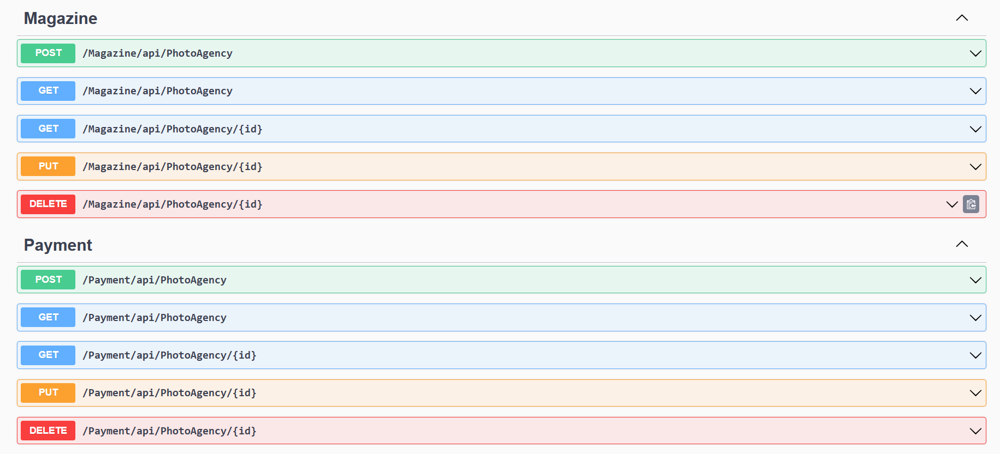 Magazine
POST /Magazine/api/PhotoAgency
GET /Magazine/api/PhotoAgency
GET /Magazine/api/PhotoAgency/{id}
PUT /Magazine/api/PhotoAgency/{id}
DELETE /Magazine/api/PhotoAgency/{id}
Payment
POST /Payment/api/PhotoAgency
GET /Payment/api/PhotoAgency
GET /Payment/api/PhotoAgency/{id}
PUT /Payment/api/PhotoAgency/{id}
DELETE /Payment/api/PhotoAgency/{id}